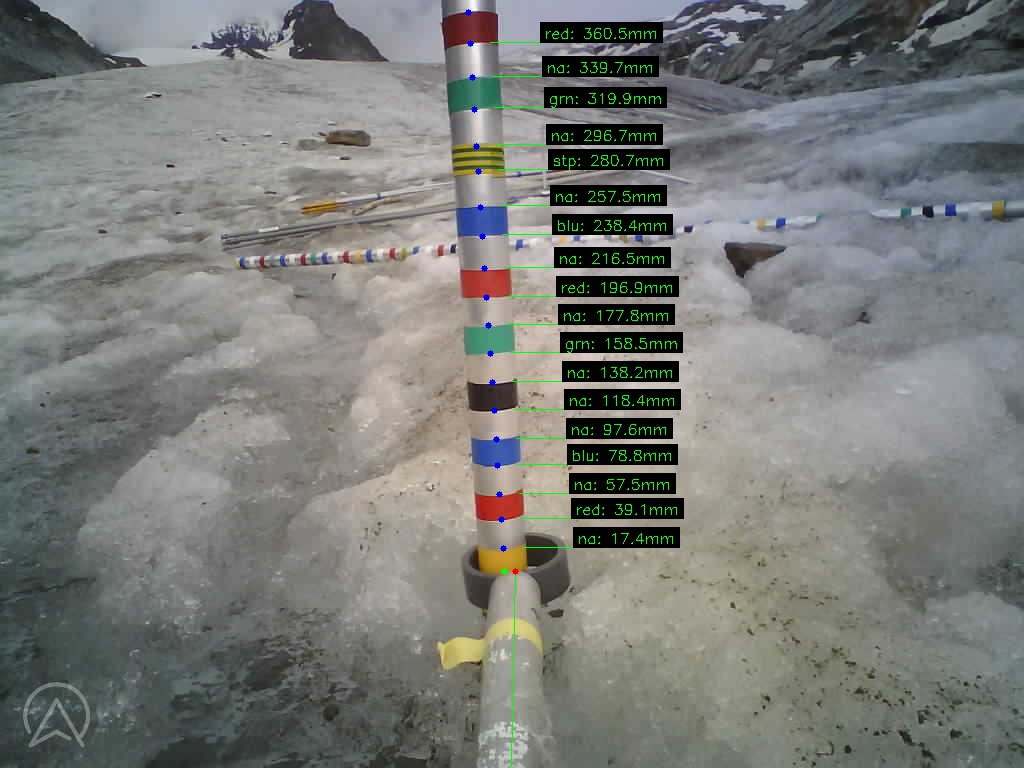 red: 360.5mm
na: 339.7mm
grn: 319.9mm
na: 296.7mm
stp: 280.7mm
na: 257.5mm
blu: 238.4mm
na: 216.5mm
red: 196.9mm
na: 177.8mm
grn: 158.5mm
na: 138.2mm
na: 118.4mm
na: 97.6mm
blu: 78.8mm
na: 57.5mm
red: 39.1mm
na: 17.4mm